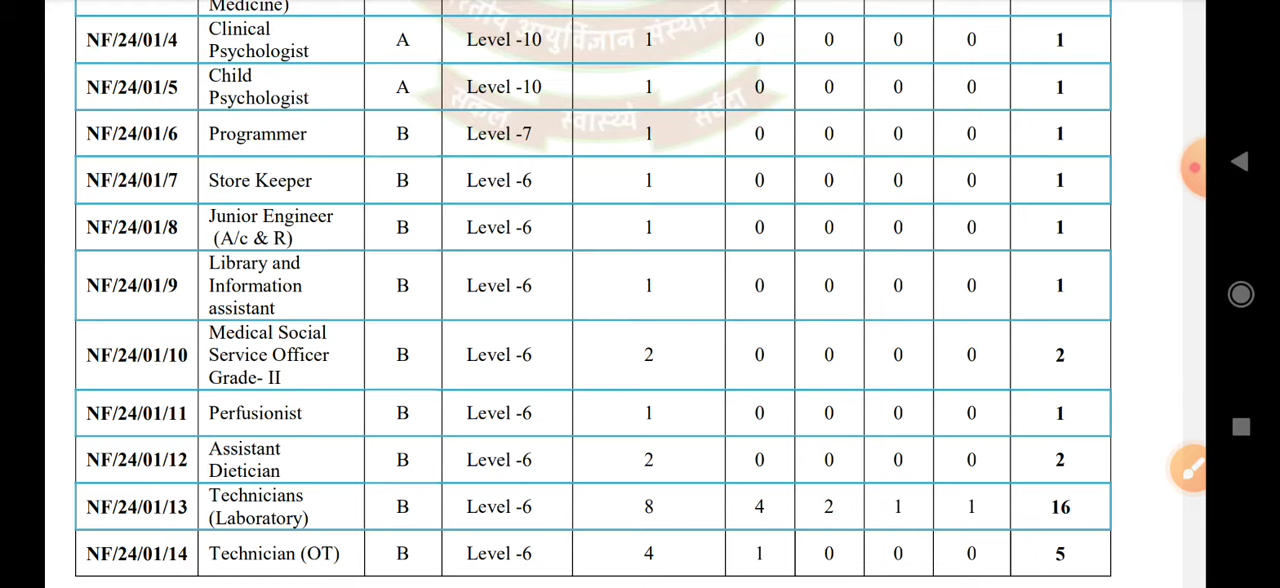 Medicine)
भारतीय आयुर्विज्ञान संस्थान
NF/24/01/4 Clinical Psychologist A Level -10 1 0 0 0 0 1
NF/24/01/5 Child Psychologist A Level -10 1 0 0 0 0 1
सकल स्वास्थ्य सर्वदा
NF/24/01/6 Programmer B Level -7 1 0 0 0 0 1
NF/24/01/7 Store Keeper B Level -6 1 0 0 0 0 1
NF/24/01/8 Junior Engineer (A/c & R) B Level -6 1 0 0 0 0 1
NF/24/01/9 Library and Information assistant B Level -6 1 0 0 0 0 1
NF/24/01/10 Medical Social Service Officer Grade- II B Level -6 2 0 0 0 0 2
NF/24/01/11 Perfusionist B Level -6 1 0 0 0 0 1
NF/24/01/12 Assistant Dietician B Level -6 2 0 0 0 0 2
NF/24/01/13 Technicians (Laboratory) B Level -6 8 4 2 1 1 16
NF/24/01/14 Technician (OT) B Level -6 4 1 0 0 0 5